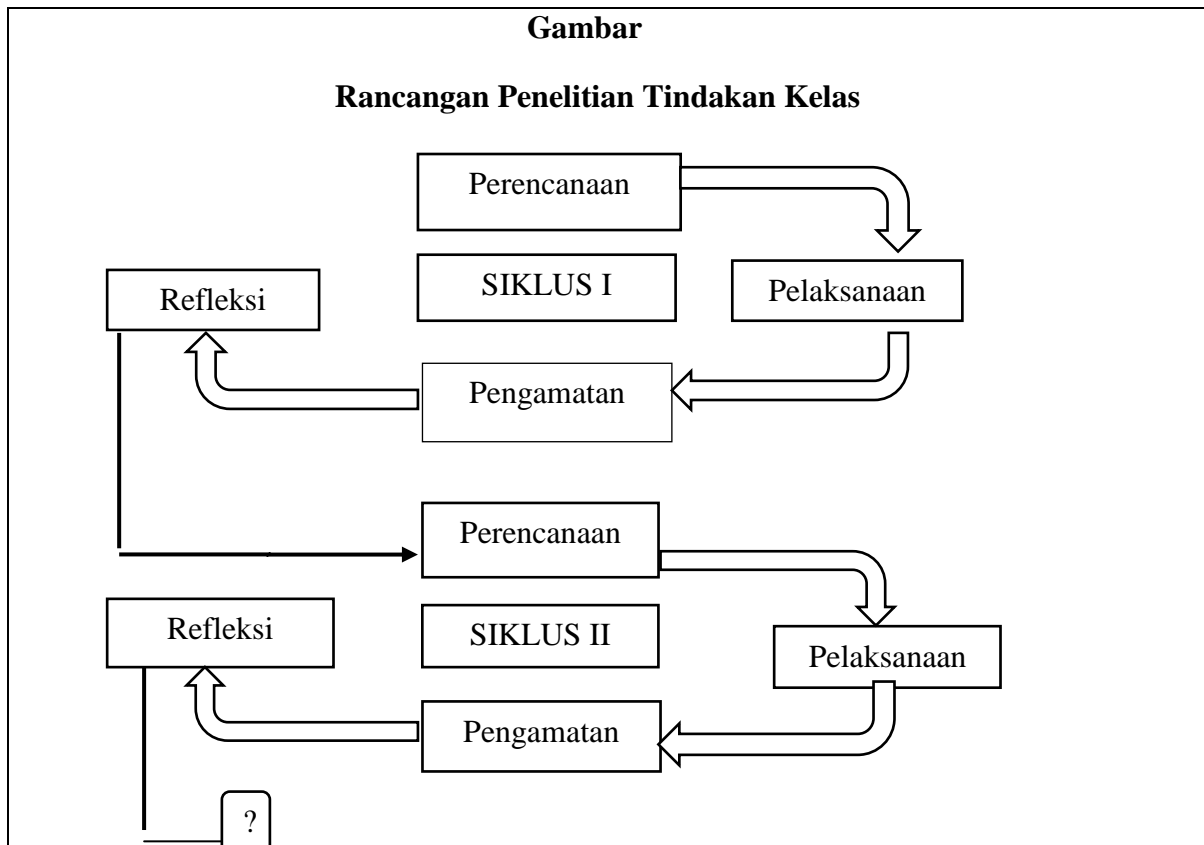 Gambar
Rancangan Penelitian Tindakan Kelas
Perencanaan
SIKLUS I
Pelaksanaan
Refleksi
Pengamatan
Perencanaan
SIKLUS II
Refleksi
Pelaksanaan
Pengamatan
?